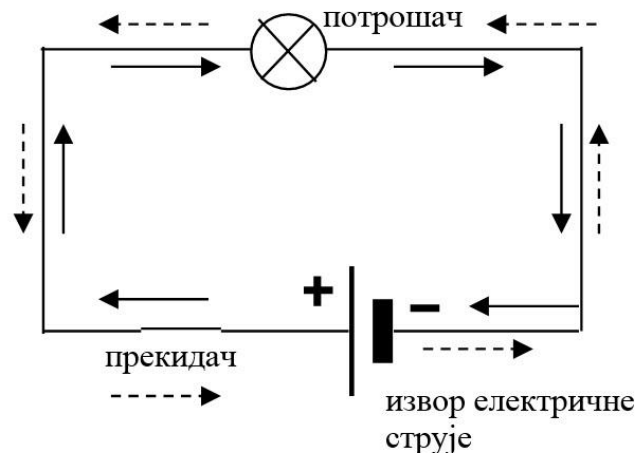 потрошач
+ −
прекидач
извор електричне
струје